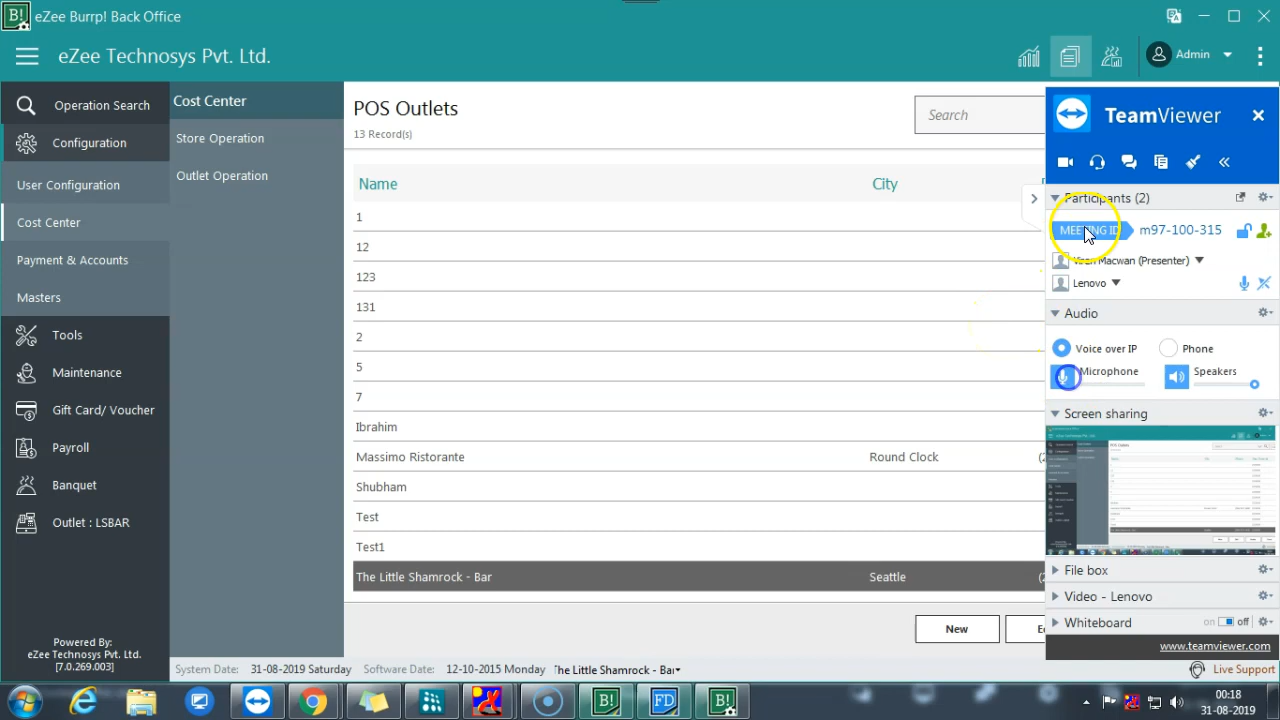 B! eZee Burrp! Back Office
eZee Technosys Pvt. Ltd.
Admin
Operation Search
Configuration
User Configuration
Cost Center
Payment & Accounts
Masters
Tools
Maintenance
Gift Card/ Voucher
Payroll
Banquet
Outlet : LSBAR
Powered By:
eZee Technosys Pvt. Ltd.
[7.0.269.003]
Cost Center
Store Operation
Outlet Operation
POS Outlets
13 Record(s)
Search
Name City
1
12
123
131
2
5
7
Ibrahim
Massimo Ristorante Round Clock
Shubham
Test
Test1
The Little Shamrock - Bar Seattle
New
TeamViewer
Participants (2)
MEETING ID m97-100-315
Macwan (Presenter)
Lenovo
Audio
Voice over IP Phone
Microphone Speakers
Screen sharing
File box
Video - Lenovo
Whiteboard on off
www.teamviewer.com
System Date: 31-08-2019 Saturday Software Date: 12-10-2015 Monday The Little Shamrock - Bar
Live Support
B! FD B!
00:18
31-08-2019